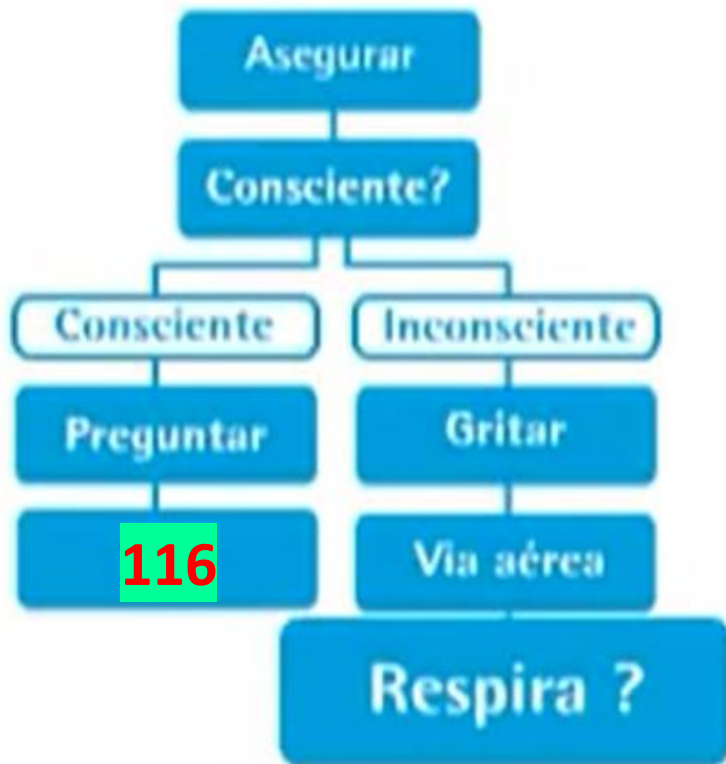 Asegurar
Consciente?
Consciente
Inconsciente
Preguntar
Gritar
116
Via aérea
Respira ?